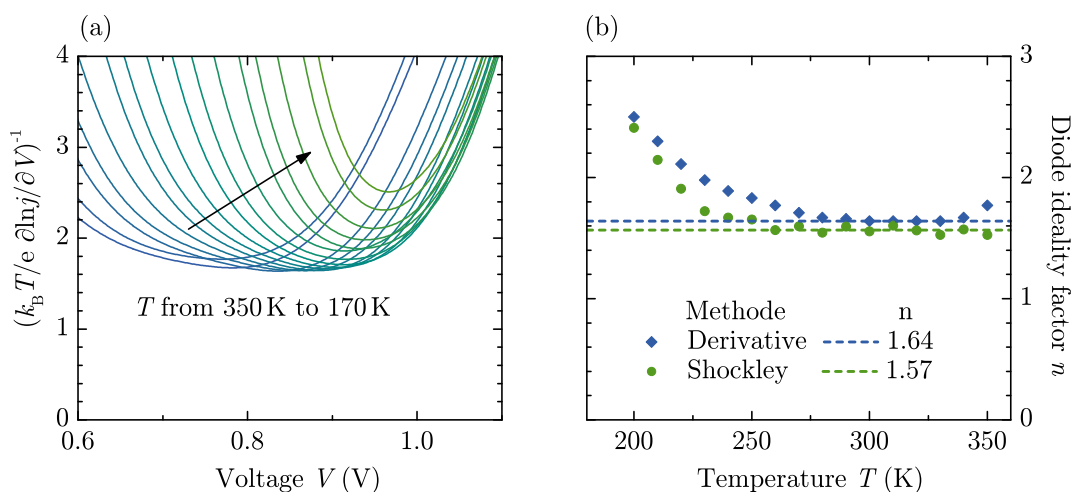 (a)
(b)
4
3
2
1
0
(k_B T/e ∂lnj/∂V)^-1
T from 350 K to 170 K
0.6 0.8 1.0
Voltage V (V)
3
2
1
0
Diode ideality factor n
Methode n
Derivative 1.64
Shockley 1.57
200 250 300 350
Temperature T (K)